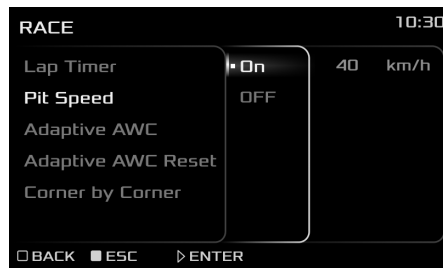 RACE 10:30
Lap Timer On 40 km/h
Pit Speed OFF
Adaptive AWC
Adaptive AWC Reset
Corner by Corner
BACK ESC ENTER